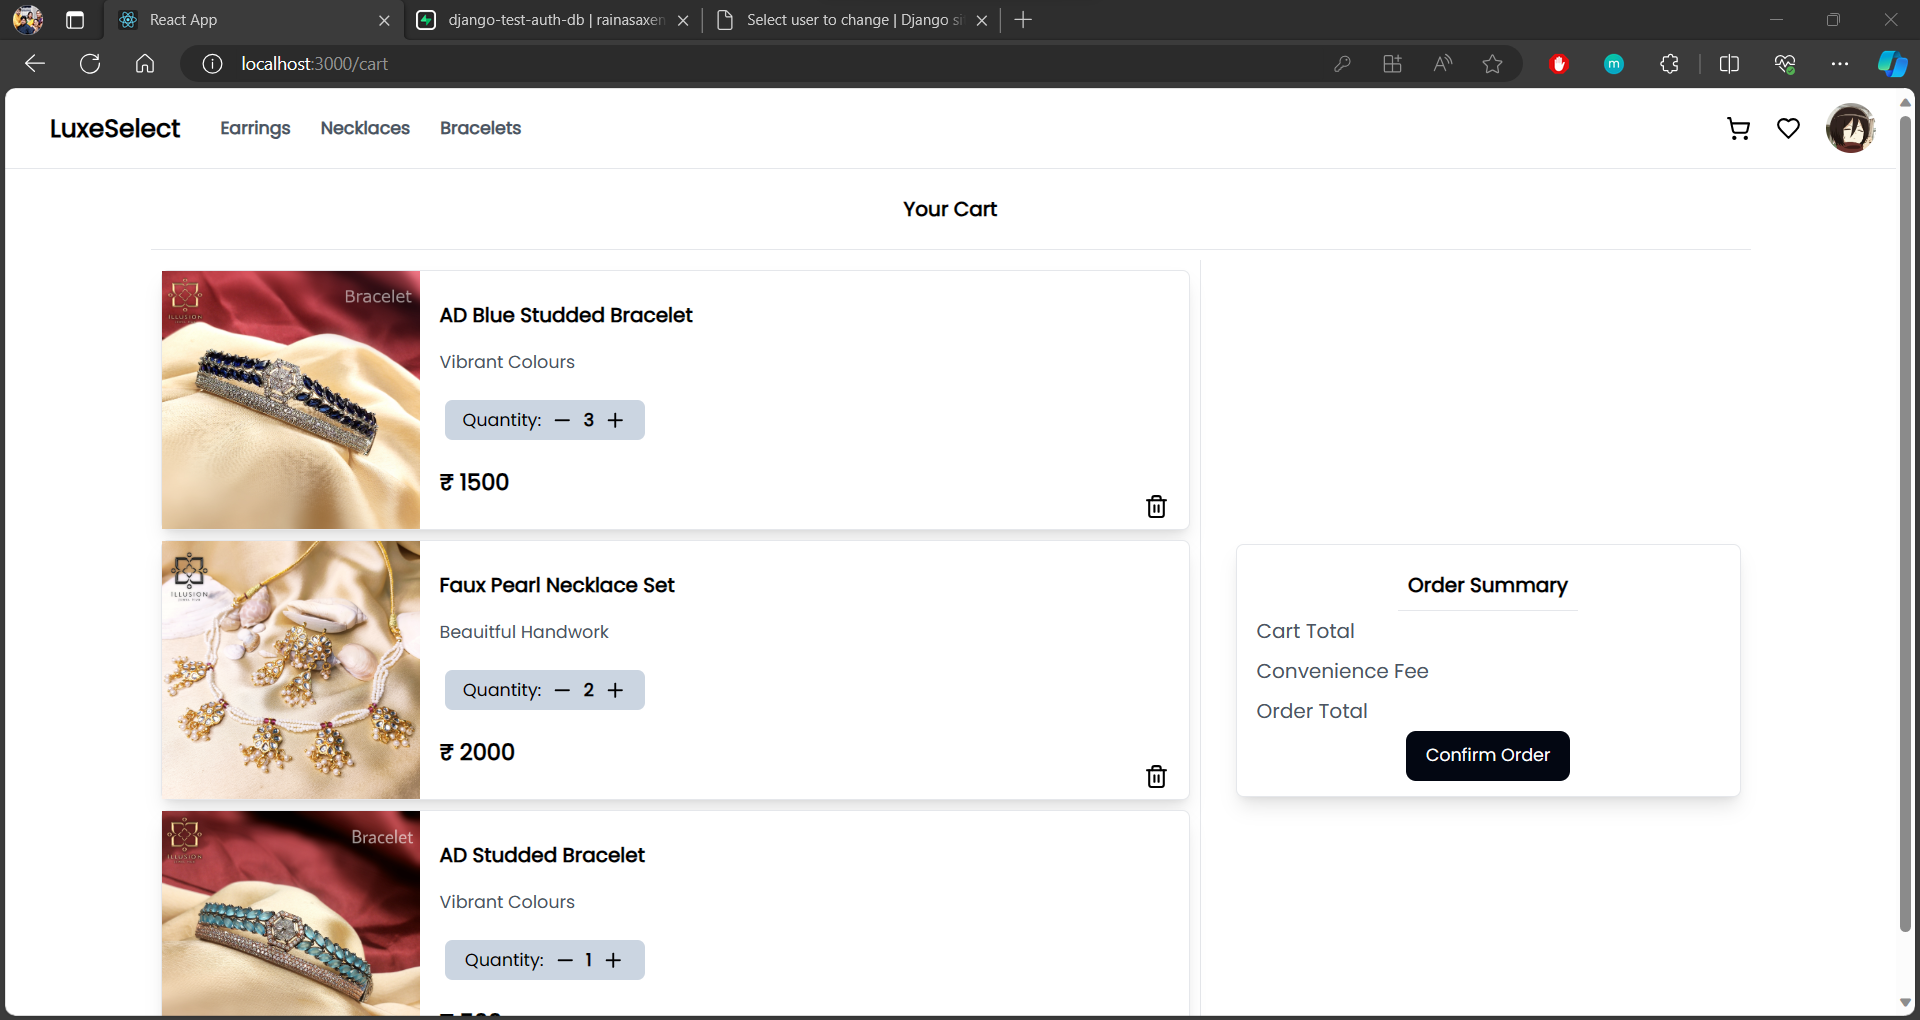 React App
django-test-auth-db | rainasaxen
Select user to change | Django si
localhost:3000/cart
m
LuxeSelect Earrings Necklaces Bracelets
Your Cart
ILLUSION
Bracelet
AD Blue Studded Bracelet
Vibrant Colours
Quantity: — 3 +
₹ 1500
ILLUSION
Faux Pearl Necklace Set
Beauitful Handwork
Quantity: — 2 +
₹ 2000
Order Summary
Cart Total
Convenience Fee
Order Total
Confirm Order
ILLUSION
Bracelet
AD Studded Bracelet
Vibrant Colours
Quantity: — 1 +